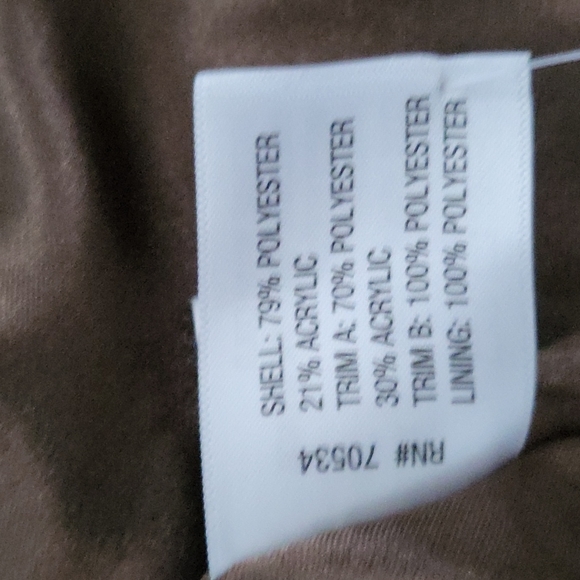 SHELL: 79% POLYESTER
21% ACRYLIC
TRIM A: 70% POLYESTER
30% ACRYLIC
TRIM B: 100% POLYESTER
LINING: 100% POLYESTER
RN# 70534